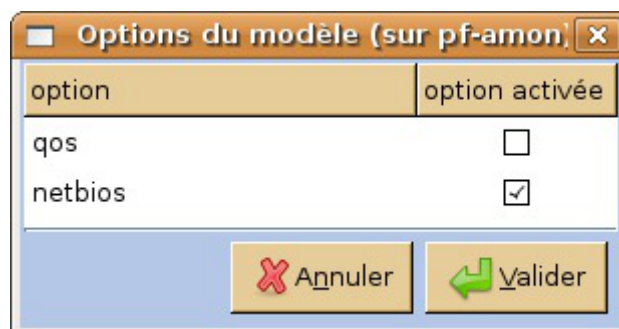 Options du modèle (sur pf-amon)
option option activée
qos
netbios
Annuler Valider